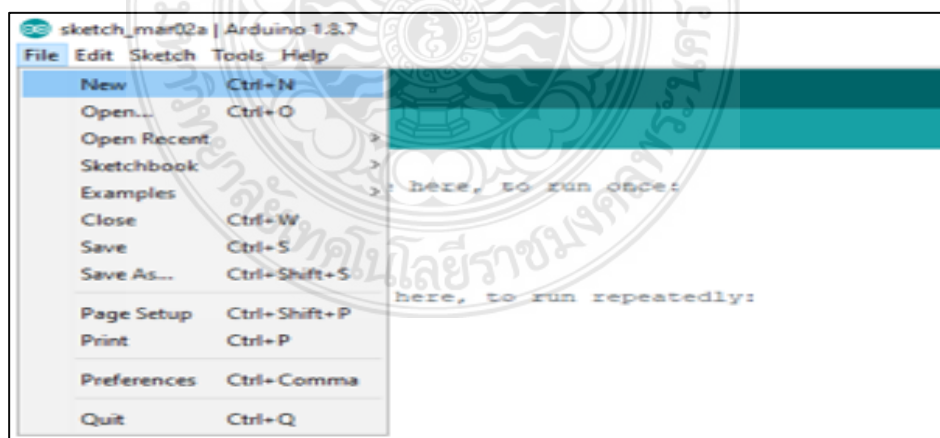 sketch_mar02a | Arduino 1.8.7
File Edit Sketch Tools Help
New Ctrl+N
Open... Ctrl+O
Open Recent
Sketchbook
Examples
Close Ctrl+W
Save Ctrl+S
Save As... Ctrl+Shift+S
Page Setup Ctrl+Shift+P
Print Ctrl+P
Preferences Ctrl+Comma
Quit Ctrl+Q
here, to run once:
here, to run repeatedly: